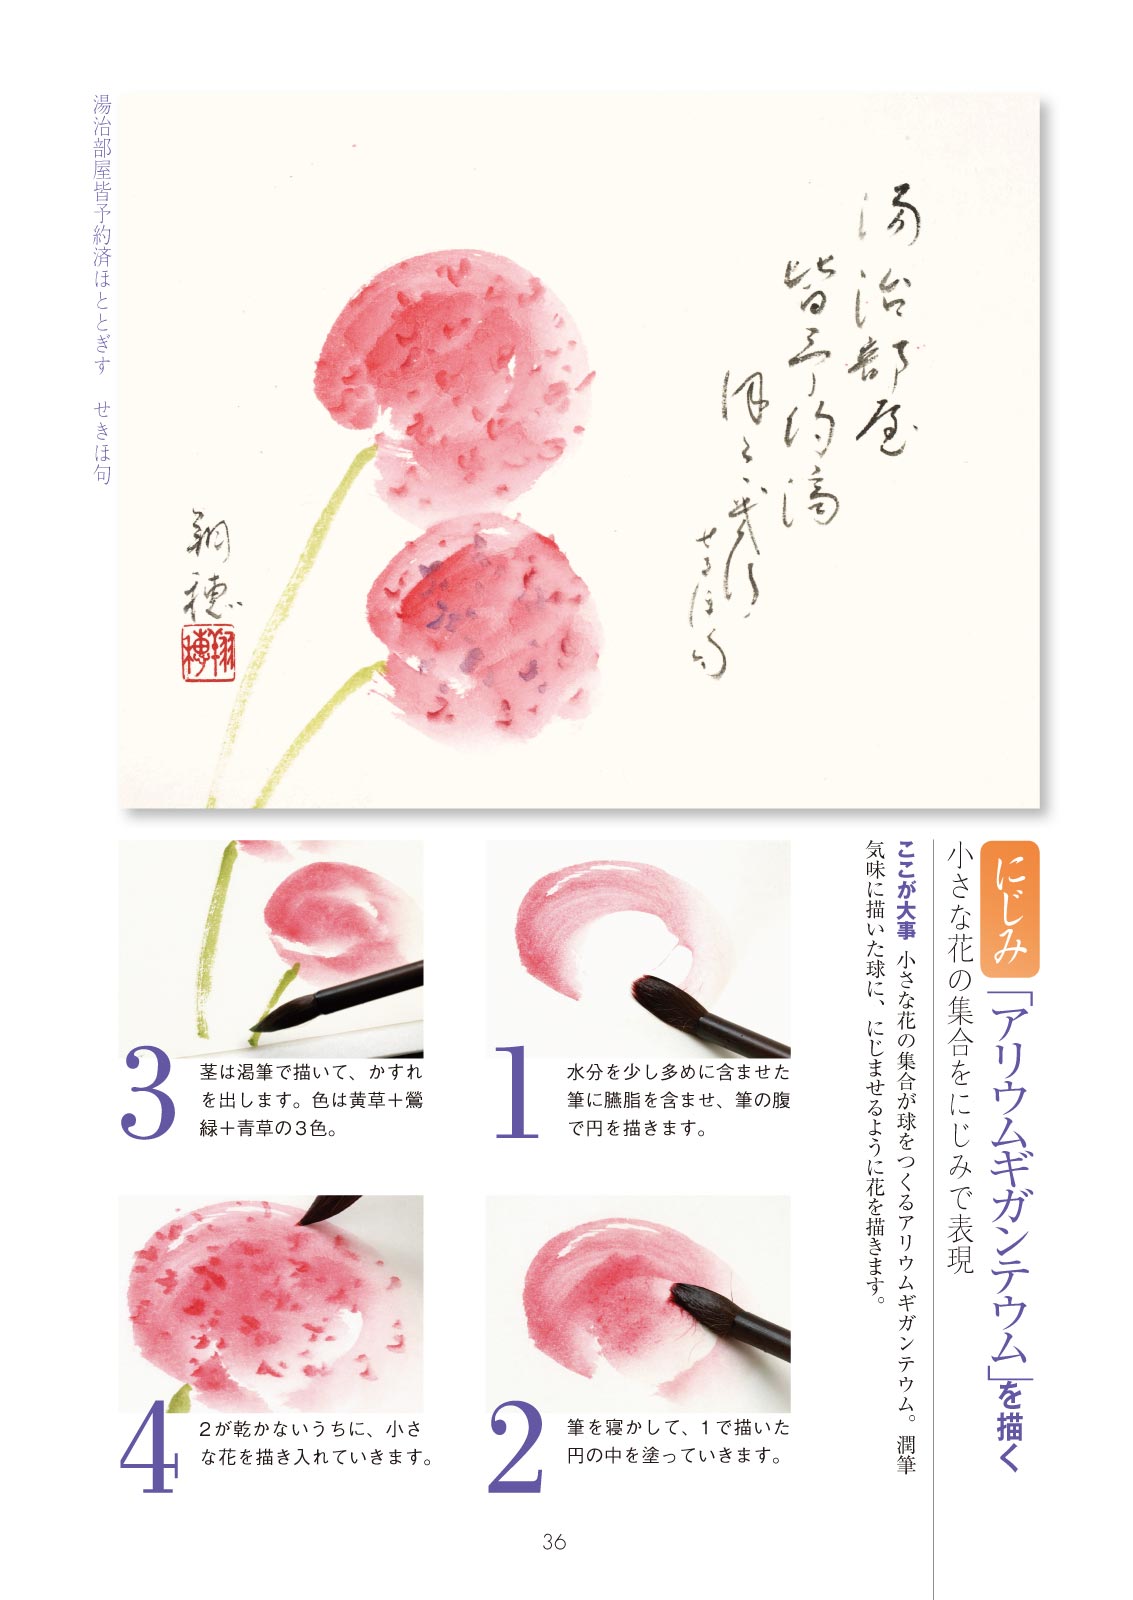 にじみ
「アリウムギガンテウム」を描く
小さな花の集合をにじみで表現
ここが大事 小さな花の集合が球をつくるアリウムギガンテウム。潤筆
気味に描いた球に、にじませるように花を描きます。
湯治部屋
皆予約済
ほとゝぎす
せきほ句
翔穂
湯治部屋皆予約済ほととぎす せきほ句
1
水分を少し多めに含ませた
筆に臙脂を含ませ、筆の腹
で円を描きます。
2
筆を寝かして、1で描いた
円の中を塗っていきます。
3
茎は渇筆で描いて、かすれ
を出します。色は黄草＋鶯
緑＋青草の3色。
4
2が乾かないうちに、小さ
な花を描き入れていきます。
36